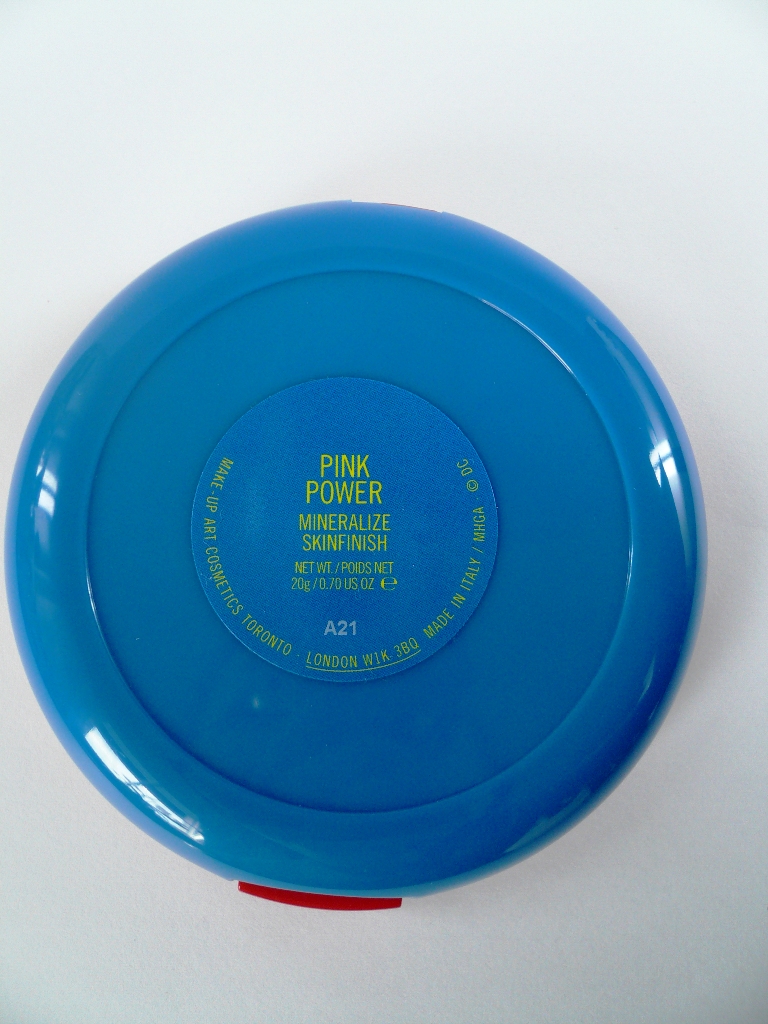 PINK
POWER
MINERALIZE
SKINFINISH
NET WT. / POIDS NET
20g / 0.70 US OZ ℮
A21
MAKE-UP ART COSMETICS TORONTO · LONDON W1K 3BQ MADE IN ITALY / MHGA · © DC